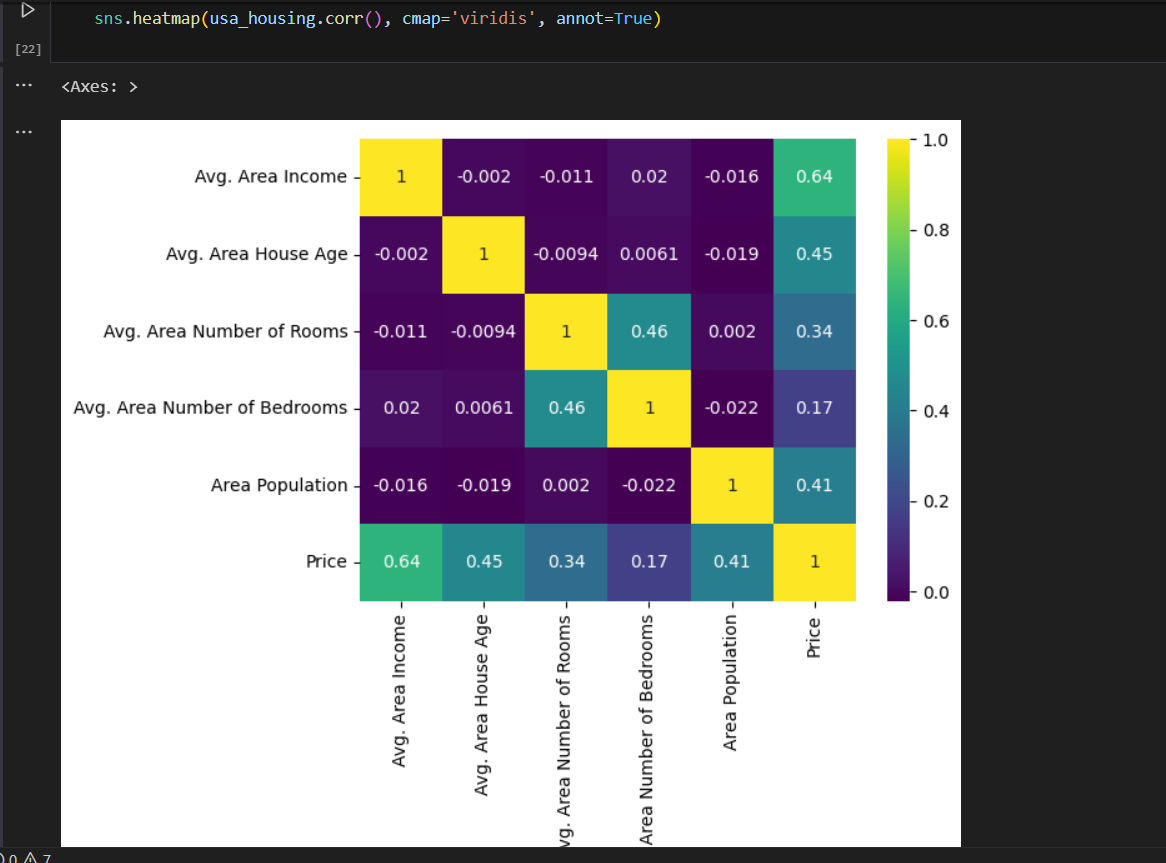 sns.heatmap(usa_housing.corr(), cmap='viridis', annot=True)
[22]
<Axes: >
Avg. Area Income 1 -0.002 -0.011 0.02 -0.016 0.64
Avg. Area House Age -0.002 1 -0.0094 0.0061 -0.019 0.45
Avg. Area Number of Rooms -0.011 -0.0094 1 0.46 0.002 0.34
Avg. Area Number of Bedrooms 0.02 0.0061 0.46 1 -0.022 0.17
Area Population -0.016 -0.019 0.002 -0.022 1 0.41
Price 0.64 0.45 0.34 0.17 0.41 1
1.0
0.8
0.6
0.4
0.2
0.0
Avg. Area Income
Avg. Area House Age
vg. Area Number of Rooms
Area Number of Bedrooms
Area Population
Price
0 7